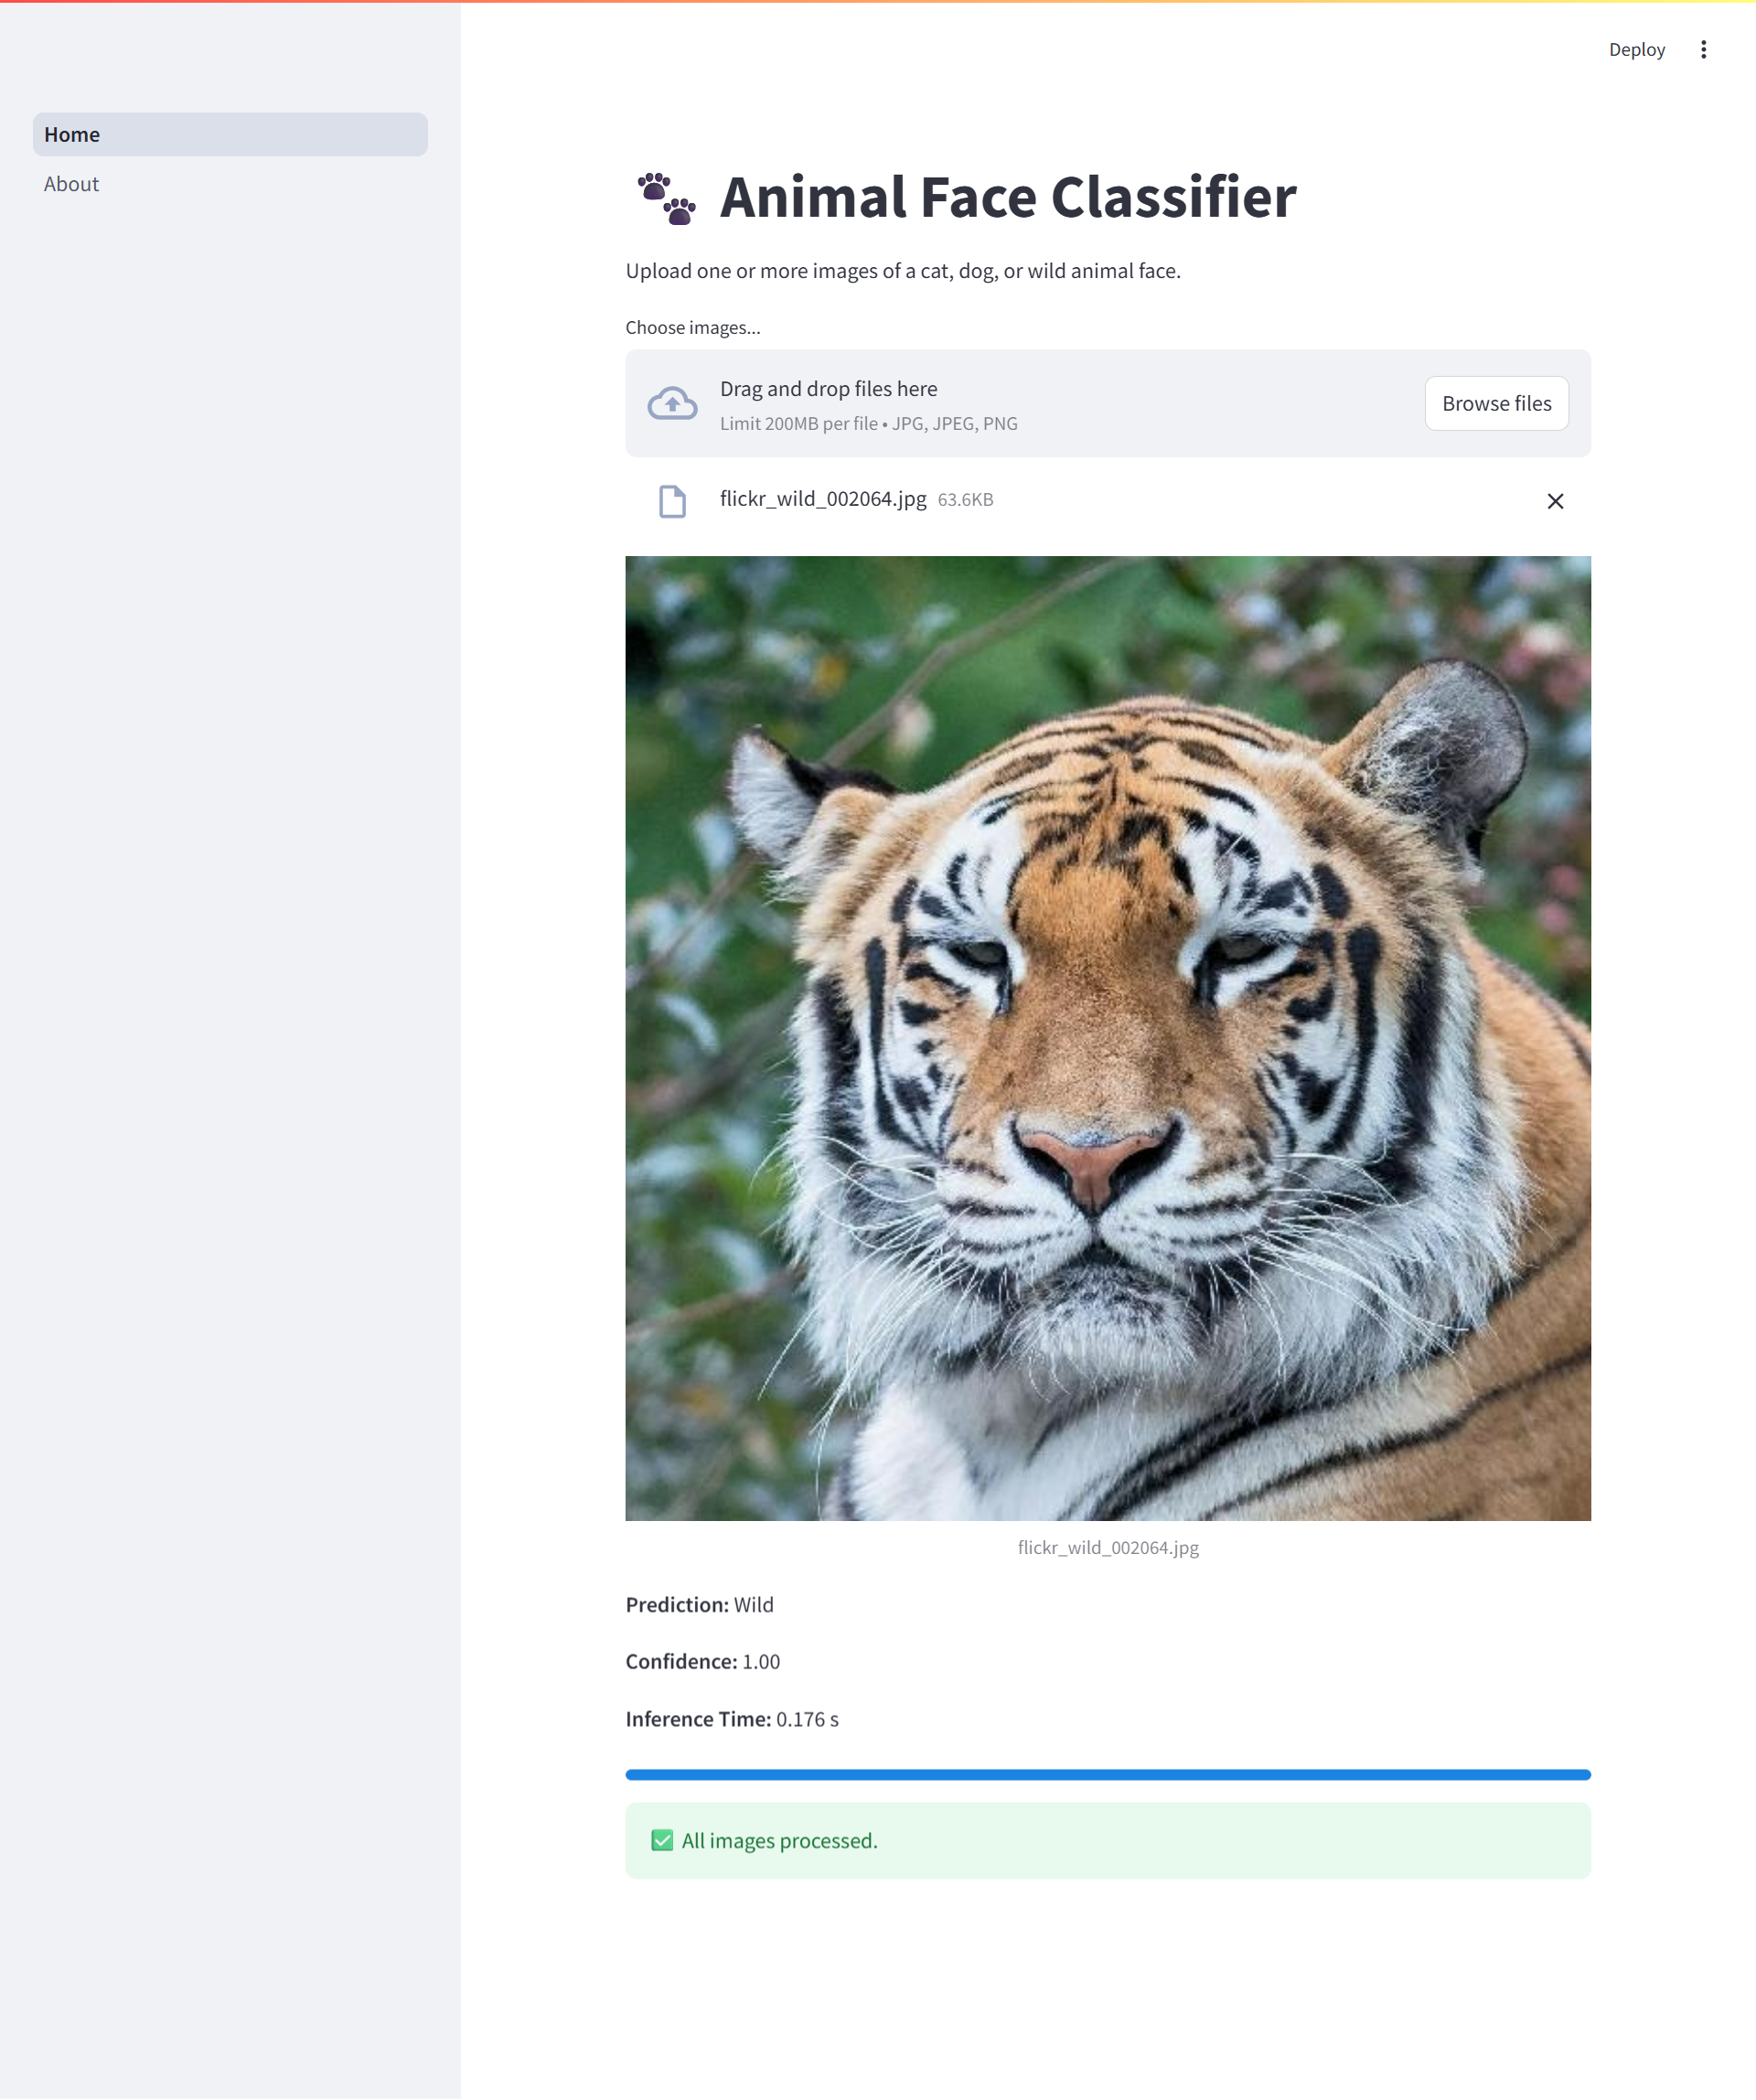 Deploy
Home
About
Animal Face Classifier
Upload one or more images of a cat, dog, or wild animal face.
Choose images...
Drag and drop files here
Limit 200MB per file • JPG, JPEG, PNG
Browse files
flickr_wild_002064.jpg 63.6KB
flickr_wild_002064.jpg
Prediction: Wild
Confidence: 1.00
Inference Time: 0.176 s
✅ All images processed.